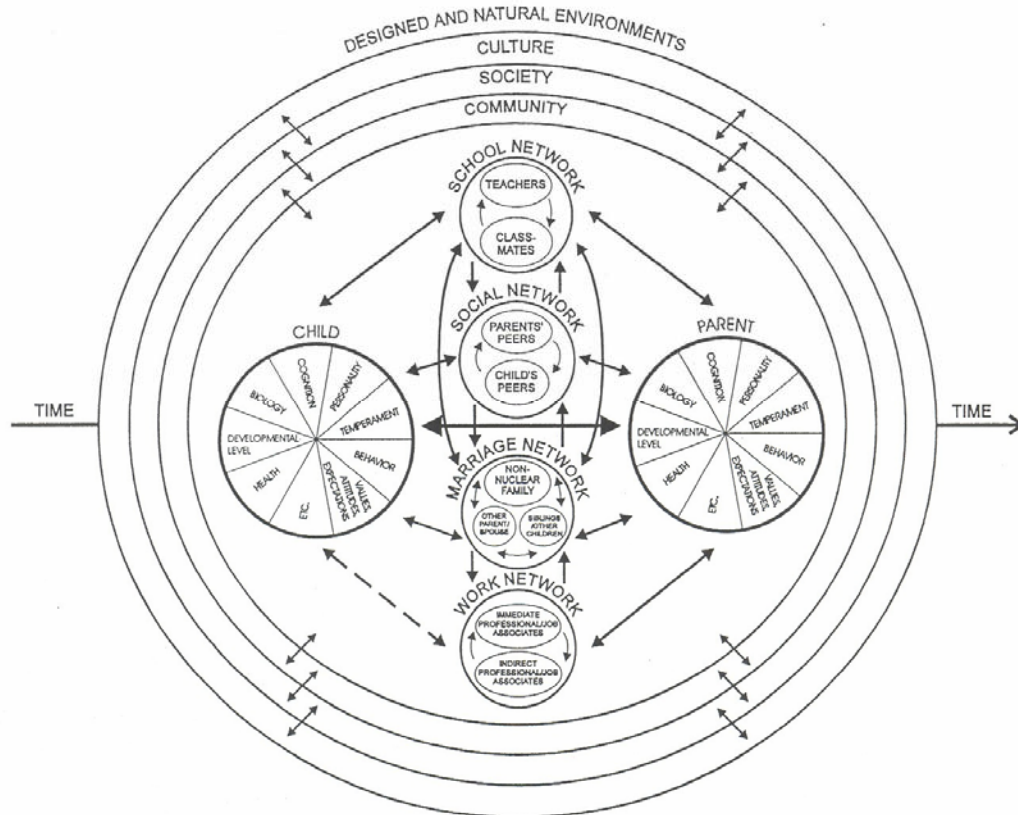 DESIGNED AND NATURAL ENVIRONMENTS
CULTURE
SOCIETY
COMMUNITY
SCHOOL NETWORK
TEACHERS
CLASS-
MATES
SOCIAL NETWORK
PARENTS'
PEERS
CHILD'S
PEERS
CHILD
COGNITION
PERSONALITY
BIOLOGY
TEMPERAMENT
DEVELOPMENTAL
LEVEL
BEHAVIOR
HEALTH
VALUES,
ATTITUDES,
EXPECTATIONS
ETC.
PARENT
COGNITION
PERSONALITY
BIOLOGY
TEMPERAMENT
DEVELOPMENTAL
LEVEL
BEHAVIOR
HEALTH
VALUES,
ATTITUDES,
EXPECTATIONS
ETC.
TIME
TIME
MARRIAGE NETWORK
NON-
NUCLEAR
FAMILY
OTHER
PARENT/
SPOUSE
SIBLINGS
/OTHER
CHILDREN
WORK NETWORK
IMMEDIATE
PROFESSIONAL/JOB
ASSOCIATES
INDIRECT
PROFESSIONAL/JOB
ASSOCIATES